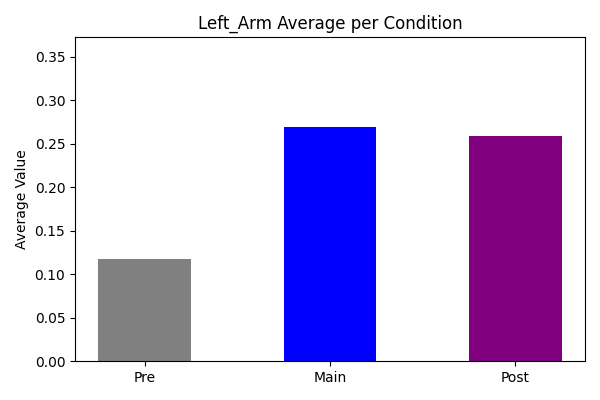 Left_Arm Average per Condition
Average Value
0.35
0.30
0.25
0.20
0.15
0.10
0.05
0.00
Pre
Main
Post